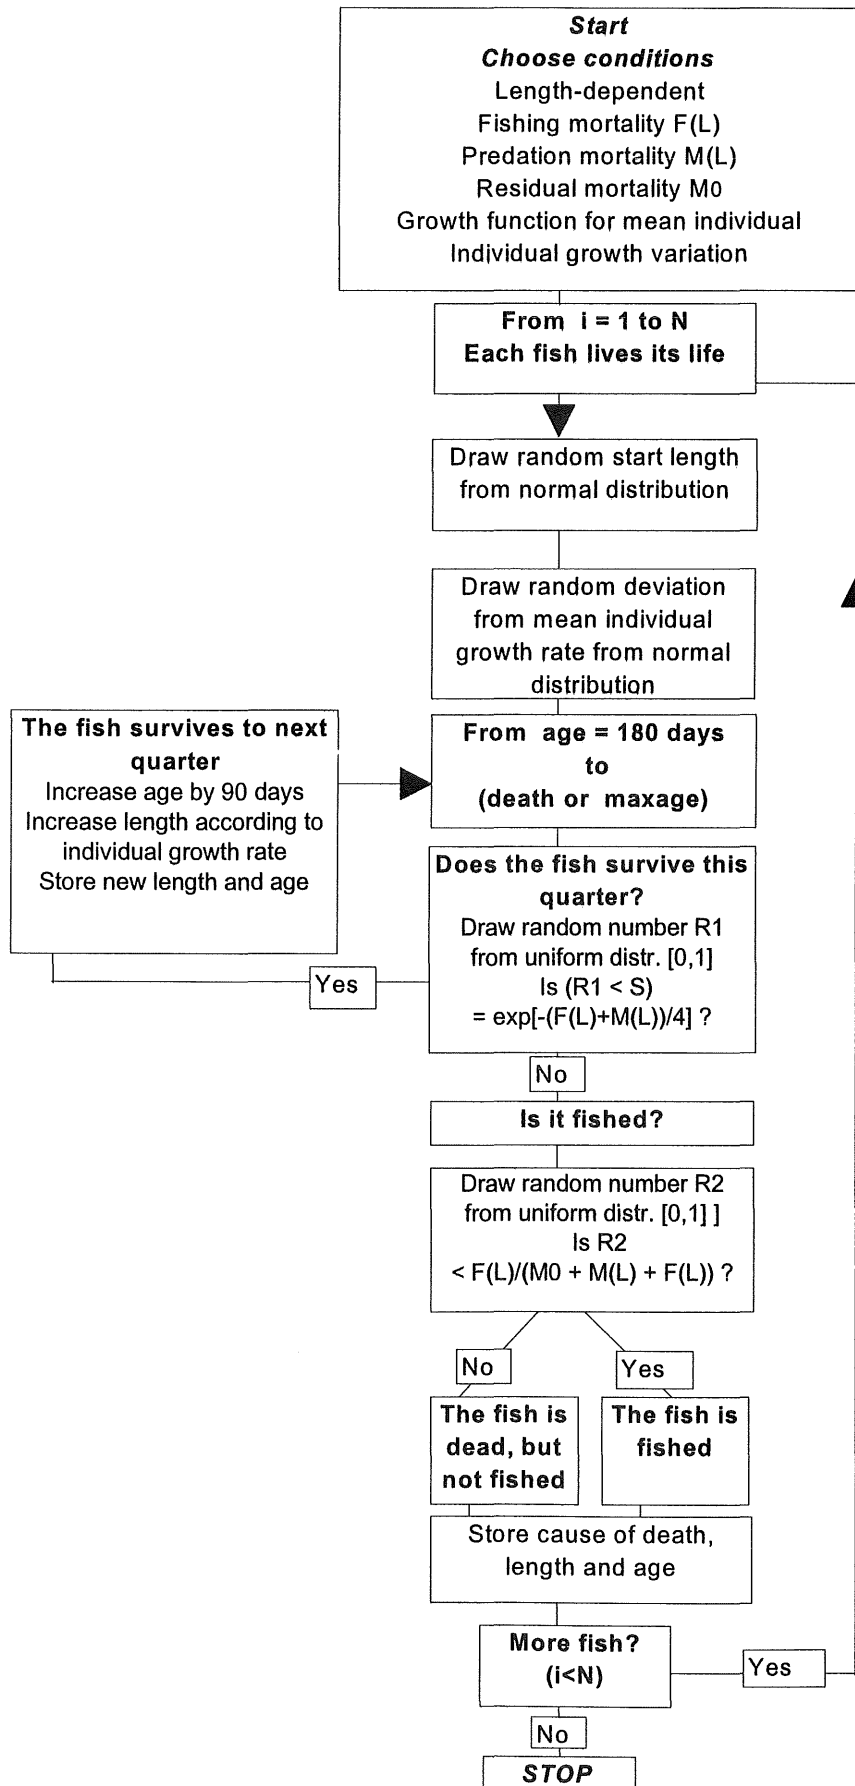 Start
Choose conditions
Length-dependent
Fishing mortality F(L)
Predation mortality M(L)
Residual mortality M0
Growth function for mean individual
Individual growth variation
From i = 1 to N
Each fish lives its life
Draw random start length
from normal distribution
Draw random deviation
from mean individual
growth rate from normal
distribution
The fish survives to next
quarter
Increase age by 90 days
Increase length according to
individual growth rate
Store new length and age
From age = 180 days
to
(death or maxage)
Does the fish survive this
quarter?
Draw random number R1
from uniform distr. [0,1]
Is (R1 < S)
= exp[-(F(L)+M(L))/4] ?
Yes
No
Is it fished?
Draw random number R2
from uniform distr. [0,1] ]
Is R2
< F(L)/(M0 + M(L) + F(L)) ?
No
Yes
The fish is
dead, but
not fished
The fish is
fished
Store cause of death,
length and age
More fish?
(i<N)
Yes
No
STOP